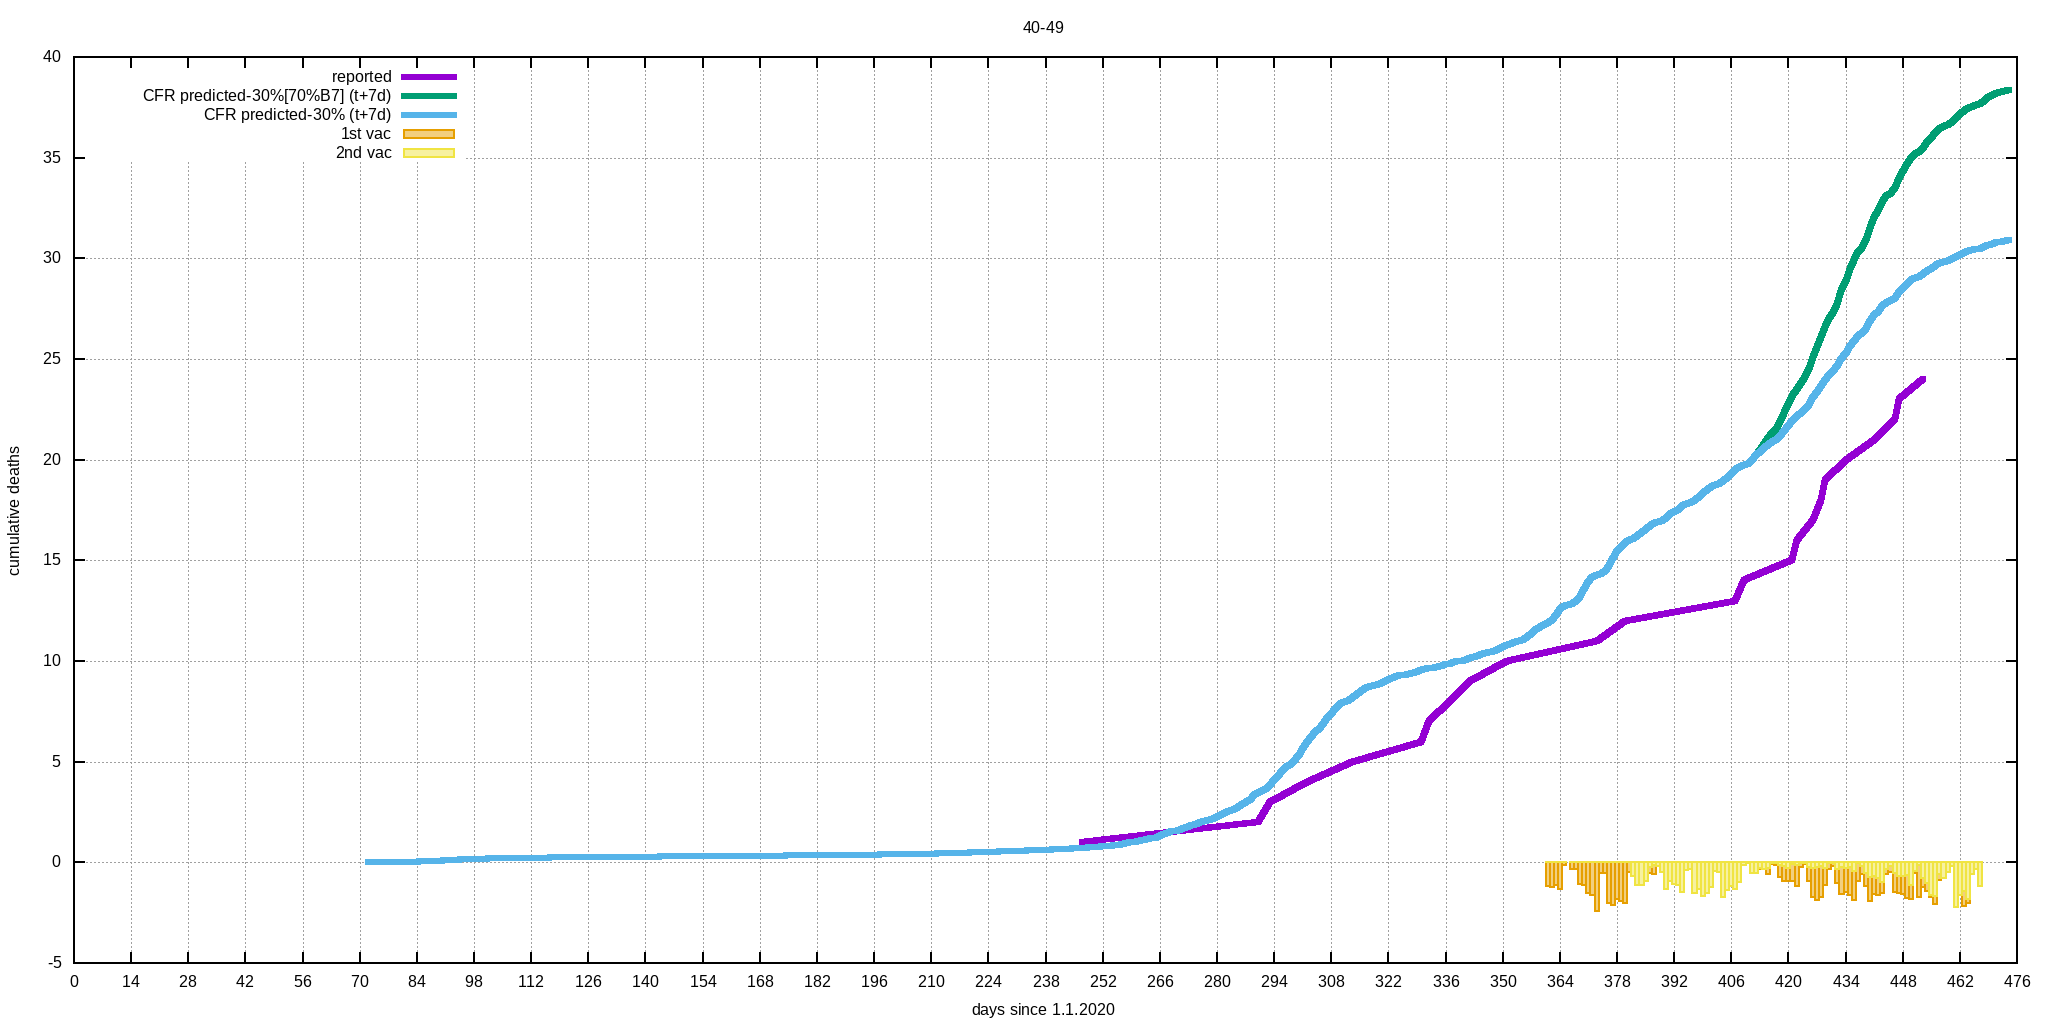 40-49
40
reported
CFR predicted-30%[70%B7] (t+7d)
CFR predicted-30% (t+7d)
1st vac
2nd vac
35
30
25
20
15
10
5
0
-5
cumulative deaths
0 14 28 42 56 70 84 98 112 126 140 154 168 182 196 210 224 238 252 266 280 294 308 322 336 350 364 378 392 406 420 434 448 462 476
days since 1.1.2020